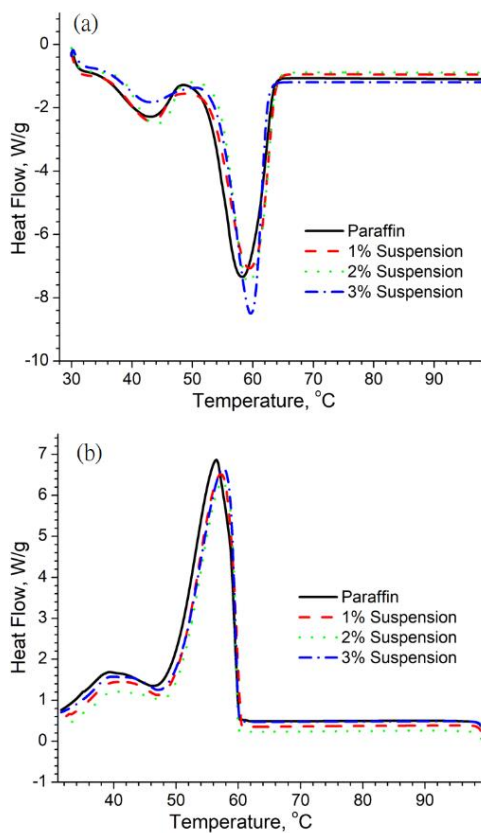 (a)
0
-2
-4
-6
-8
-10
Heat Flow, W/g
Paraffin
1% Suspension
2% Suspension
3% Suspension
30 40 50 60 70 80 90
Temperature, °C
(b)
7
6
5
4
3
2
1
0
-1
Heat Flow, W/g
Paraffin
1% Suspension
2% Suspension
3% Suspension
40 50 60 70 80 90
Temperature, °C